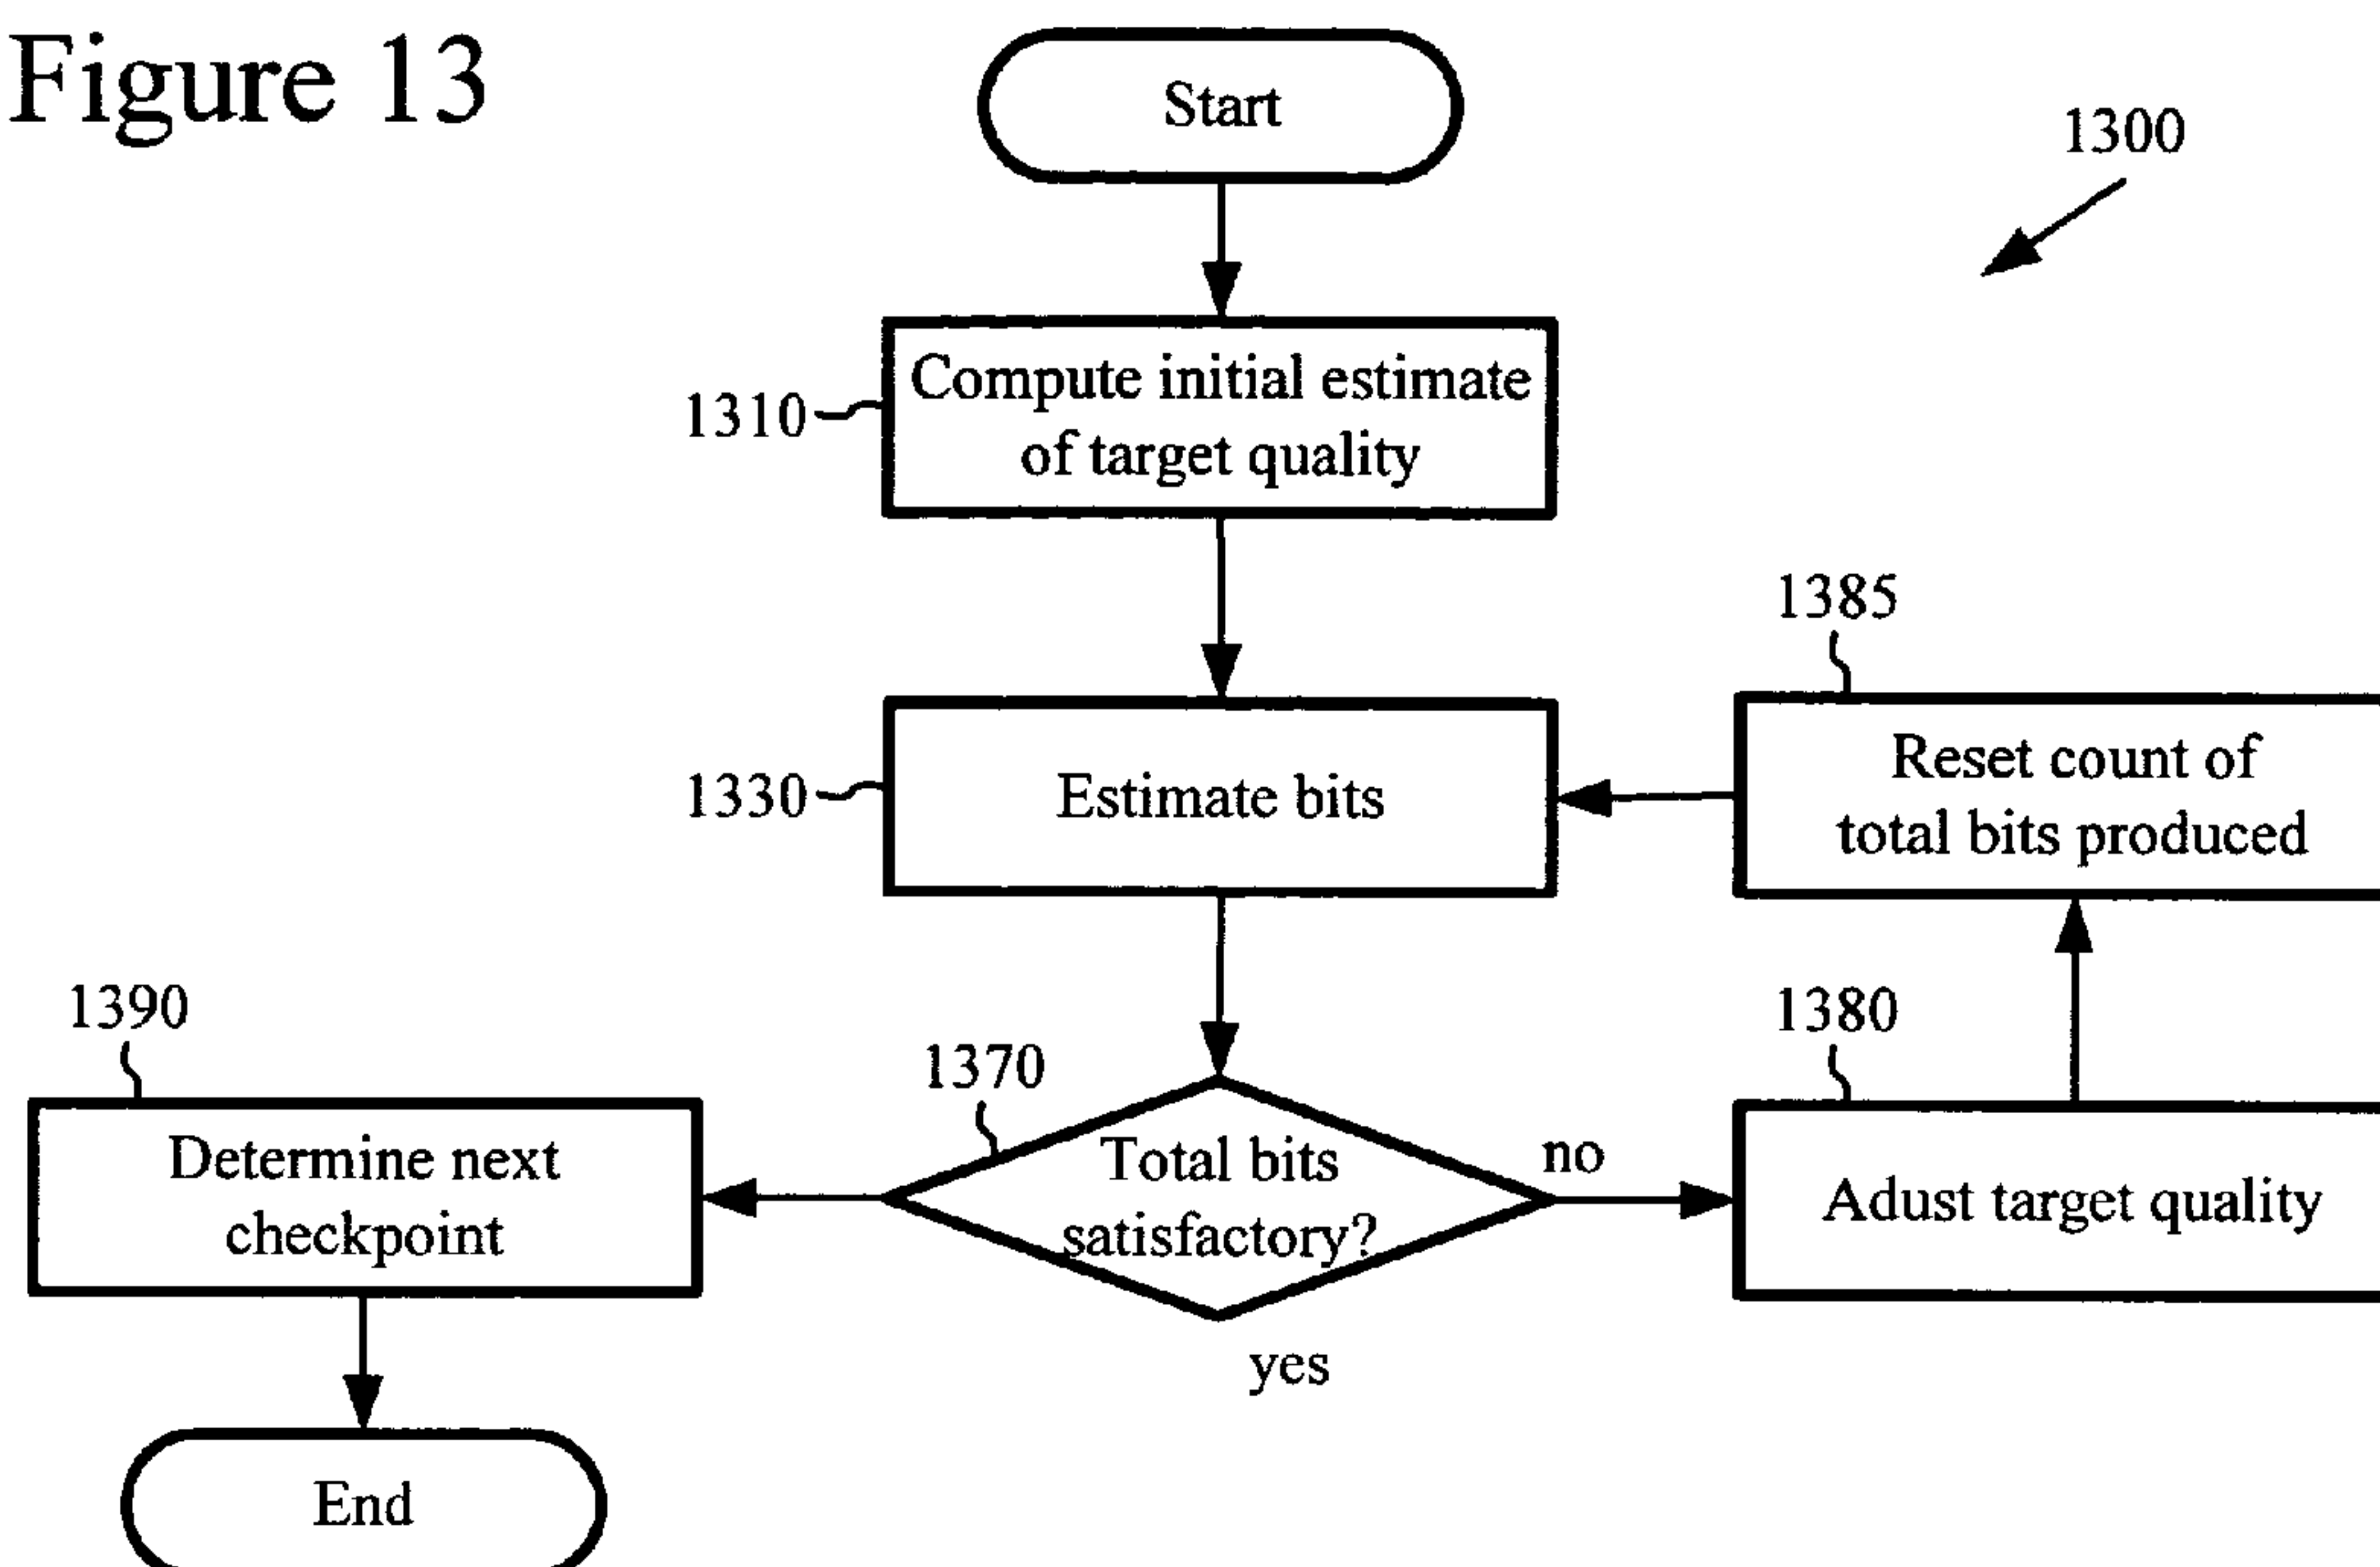 Figure 13
Start
1300
1310
Compute initial estimate
of target quality
1385
1330
Estimate bits
Reset count of
total bits produced
1390
1370
1380
Determine next
checkpoint
Total bits
satisfactory?
no
Adust target quality
yes
End